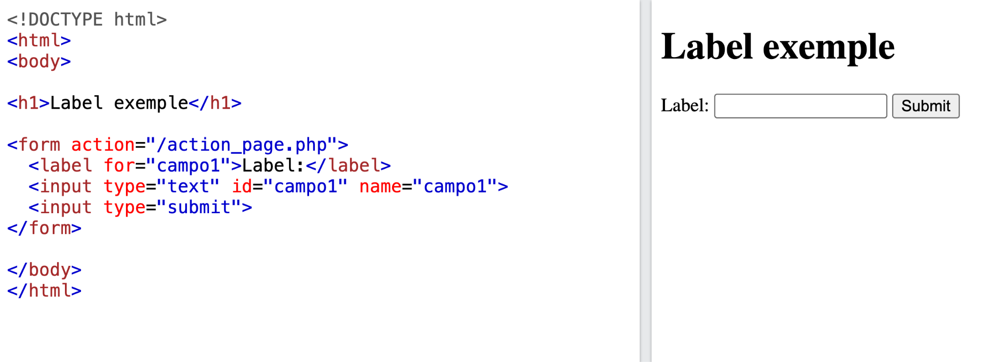 <!DOCTYPE html>
<html>
<body>
<h1>Label exemple</h1>
<form action="/action_page.php">
<label for="campo1">Label:</label>
<input type="text" id="campo1" name="campo1">
<input type="submit">
</form>
</body>
</html>
Label exemple
Label: Submit